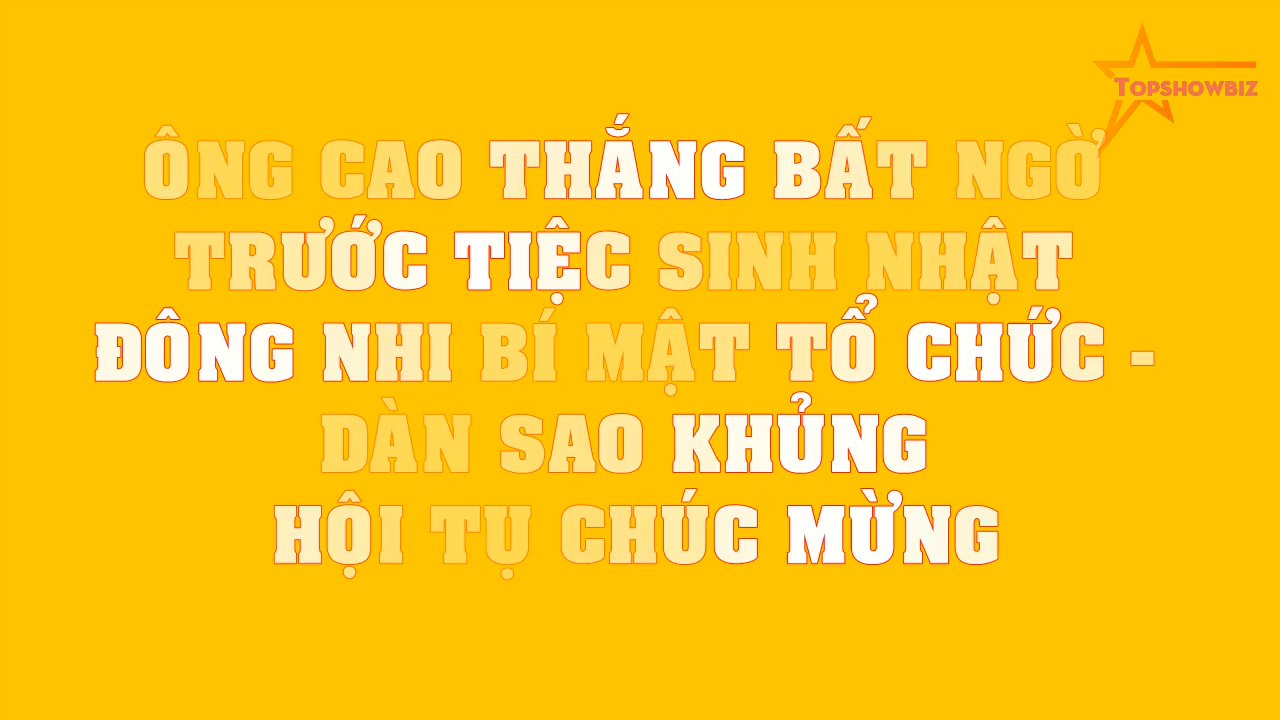 TOPSHOWBIZ
ÔNG CAO THẮNG BẤT NGỜ
TRƯỚC TIỆC SINH NHẬT
ĐÔNG NHI BÍ MẬT TỔ CHỨC -
DÀN SAO KHỦNG
HỘI TỤ CHÚC MỪNG